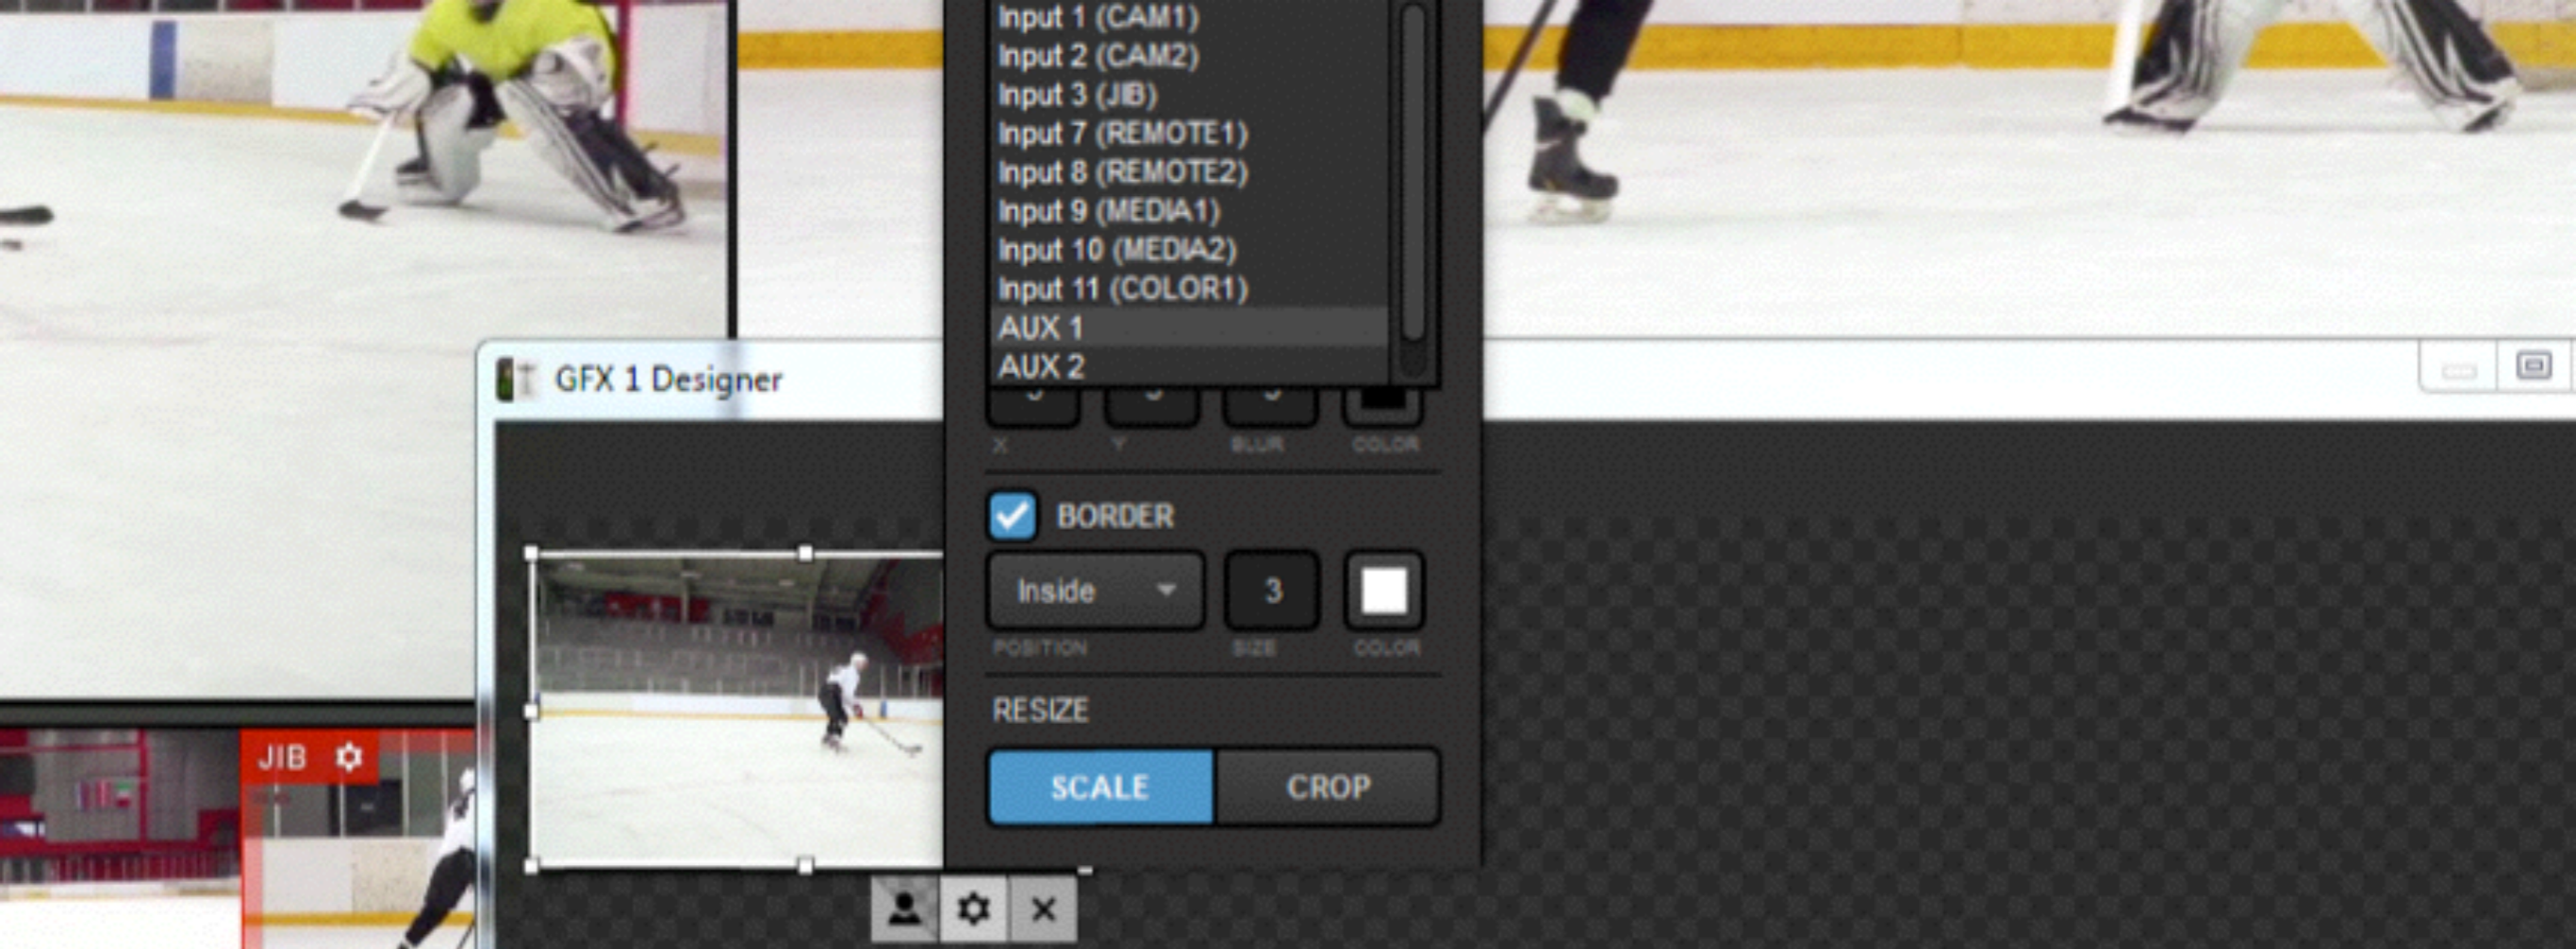 Input 1 (CAM1)
Input 2 (CAM2)
Input 3 (JIB)
Input 7 (REMOTE1)
Input 8 (REMOTE2)
Input 9 (MEDIA1)
Input 10 (MEDIA2)
Input 11 (COLOR1)
AUX 1
AUX 2
GFX 1 Designer
X Y BLUR COLOR
BORDER
Inside 3
POSITION SIZE COLOR
RESIZE
SCALE CROP
JIB